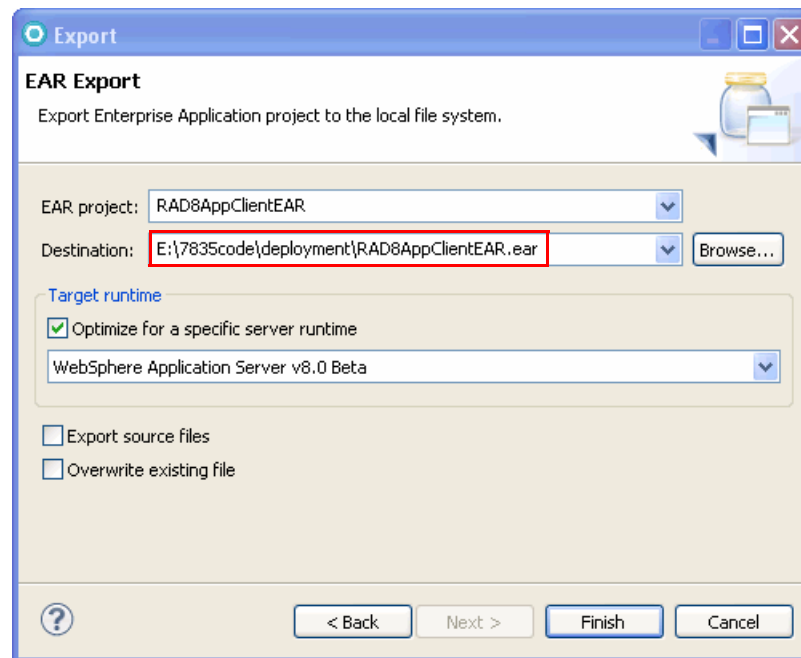 Export
EAR Export
Export Enterprise Application project to the local file system.
EAR project: RAD8AppClientEAR
Destination: E:\7835code\deployment\RAD8AppClientEAR.ear Browse...
Target runtime
Optimize for a specific server runtime
WebSphere Application Server v8.0 Beta
Export source files
Overwrite existing file
? < Back Next > Finish Cancel